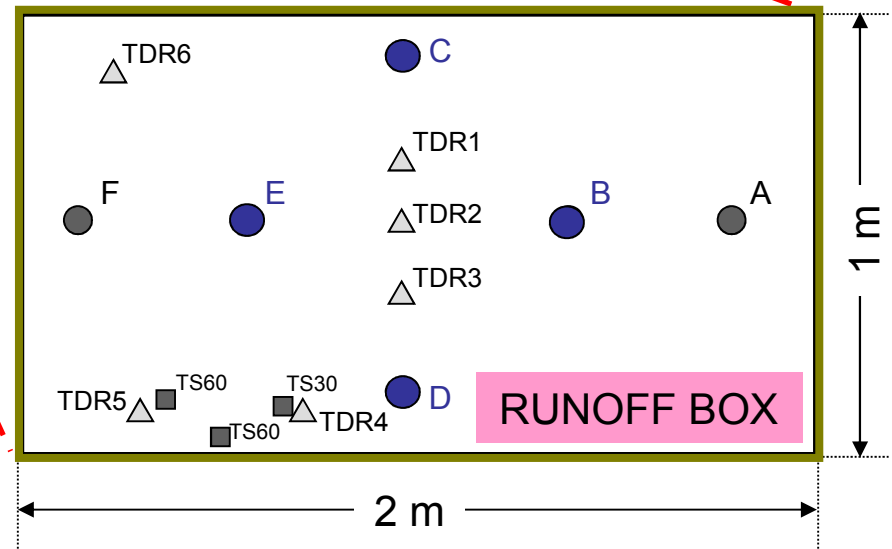 TDR6
C
TDR1
F
E
B
A
TDR2
1 m
TDR3
TS60
TS30
TDR5
D
RUNOFF BOX
TDR4
TS60
2 m